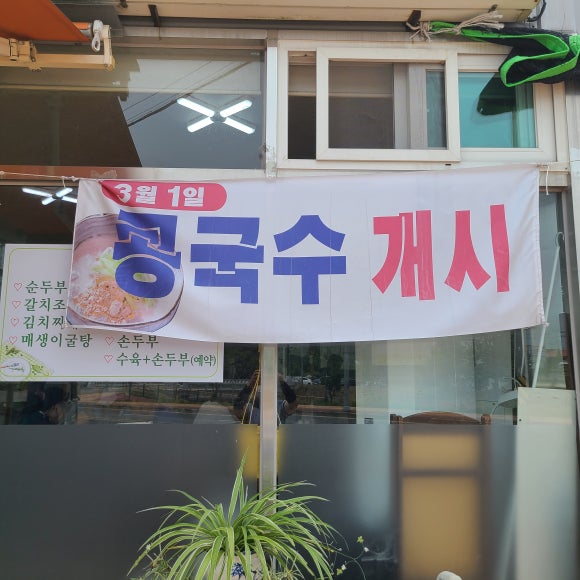 3월 1일
콩국수 개시
♡ 순두부
♡ 갈치조
♡ 김치찌
♡ 매생이굴탕
♡ 손두부
♡ 수육+손두부(예약)